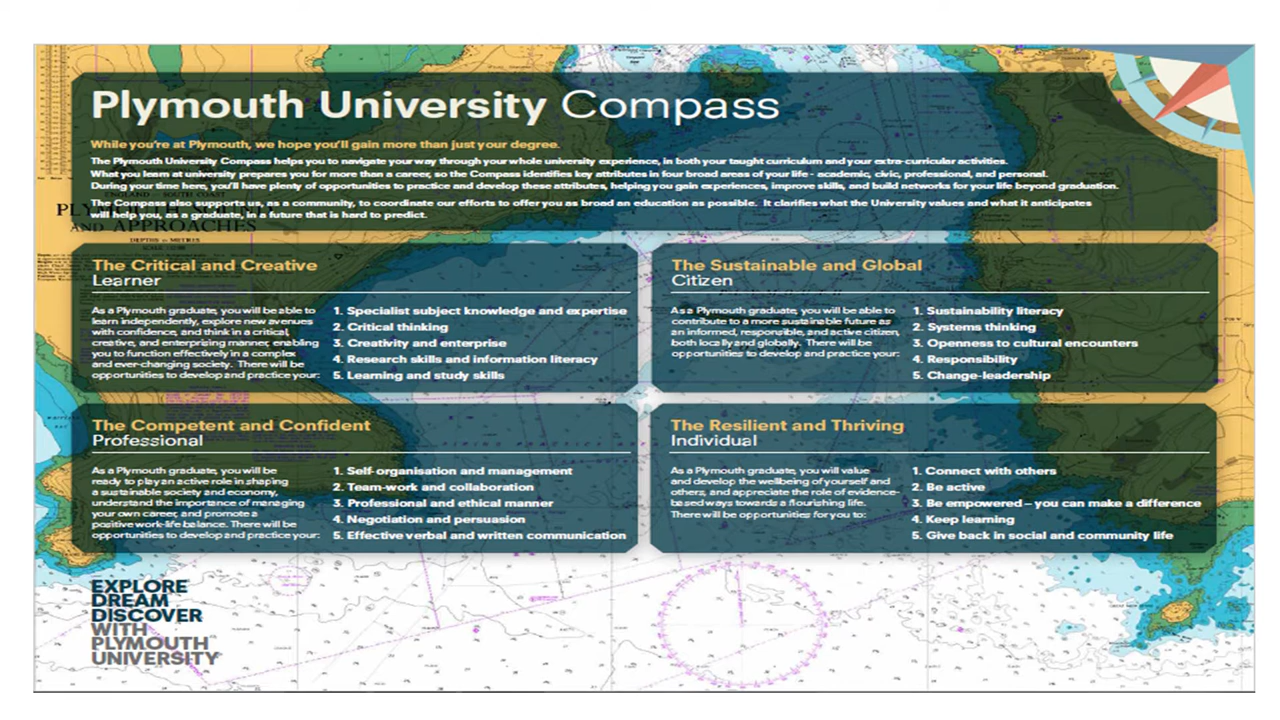 Plymouth University Compass
While you're at Plymouth, we hope you'll gain more than just your degree.
The Plymouth University Compass helps you to navigate your way through your whole university experience, in both your taught curriculum and your extra-curricular activities.
What you learn at university prepares you for more than a career, so the Compass identifies key attributes in four broad areas of your life - academic, civic, professional, and personal.
During your time here, you'll have plenty of opportunities to practice and develop these attributes, helping you gain experiences, improve skills, and build networks for your life beyond graduation.
The Compass also supports us, as a community, to coordinate our efforts to offer you as broad an education as possible. It clarifies what the University values and what it anticipates
will help you, as a graduate, in a future that is hard to predict.
PLYMOUTH
AND APPROACHES
DEPTHS in METRES
The Critical and Creative
Learner
As a Plymouth graduate, you will be able to
learn independently, explore new avenues
with confidence, and think in a critical,
creative, and enterprising manner, enabling
you to function effectively in a complex
and ever-changing society. There will be
opportunities to develop and practice your:
1. Specialist subject knowledge and expertise
2. Critical thinking
3. Creativity and enterprise
4. Research skills and information literacy
5. Learning and study skills
The Sustainable and Global
Citizen
As a Plymouth graduate, you will be able to
contribute to a more sustainable future as
an informed, responsible, and active citizen,
both locally and globally. There will be
opportunities to develop and practice your:
1. Sustainability literacy
2. Systems thinking
3. Openness to cultural encounters
4. Responsibility
5. Change-leadership
The Competent and Confident
Professional
As a Plymouth graduate, you will be
ready to play an active role in shaping
a sustainable society and economy,
understand the importance of managing
your own career, and promote a
positive work-life balance. There will be
opportunities to develop and practice your:
1. Self-organisation and management
2. Team-work and collaboration
3. Professional and ethical manner
4. Negotiation and persuasion
5. Effective verbal and written communication
The Resilient and Thriving
Individual
As a Plymouth graduate, you will value
and develop the wellbeing of yourself and
others, and appreciate the role of evidence-
based ways towards a flourishing life.
There will be opportunities for you to:
1. Connect with others
2. Be active
3. Be empowered – you can make a difference
4. Keep learning
5. Give back in social and community life
EXPLORE
DREAM
DISCOVER
WITH
PLYMOUTH
UNIVERSITY